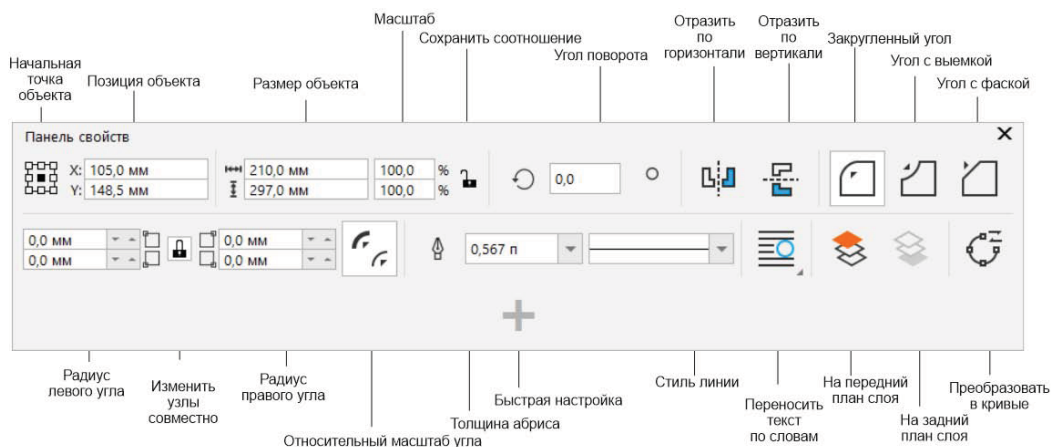 Масштаб
Сохранить соотношение
Отразить
по
горизонтали
Отразить
по
вертикали
Закругленный угол
Начальная
точка
объекта
Позиция объекта
Размер объекта
Угол поворота
Угол с выемкой
Угол с фаской
Панель свойств
X: 105,0 мм
210,0 мм
100,0 %
Y: 148,5 мм
297,0 мм
100,0 %
0,0
0,0 мм
0,0 мм
0,567 п
0,0 мм
0,0 мм
Радиус
левого угла
Изменить
узлы
совместно
Радиус
правого угла
Относительный масштаб угла
Толщина абриса
Быстрая настройка
Стиль линии
Переносить
текст
по словам
На передний
план слоя
На задний
план слоя
Преобразовать
в кривые